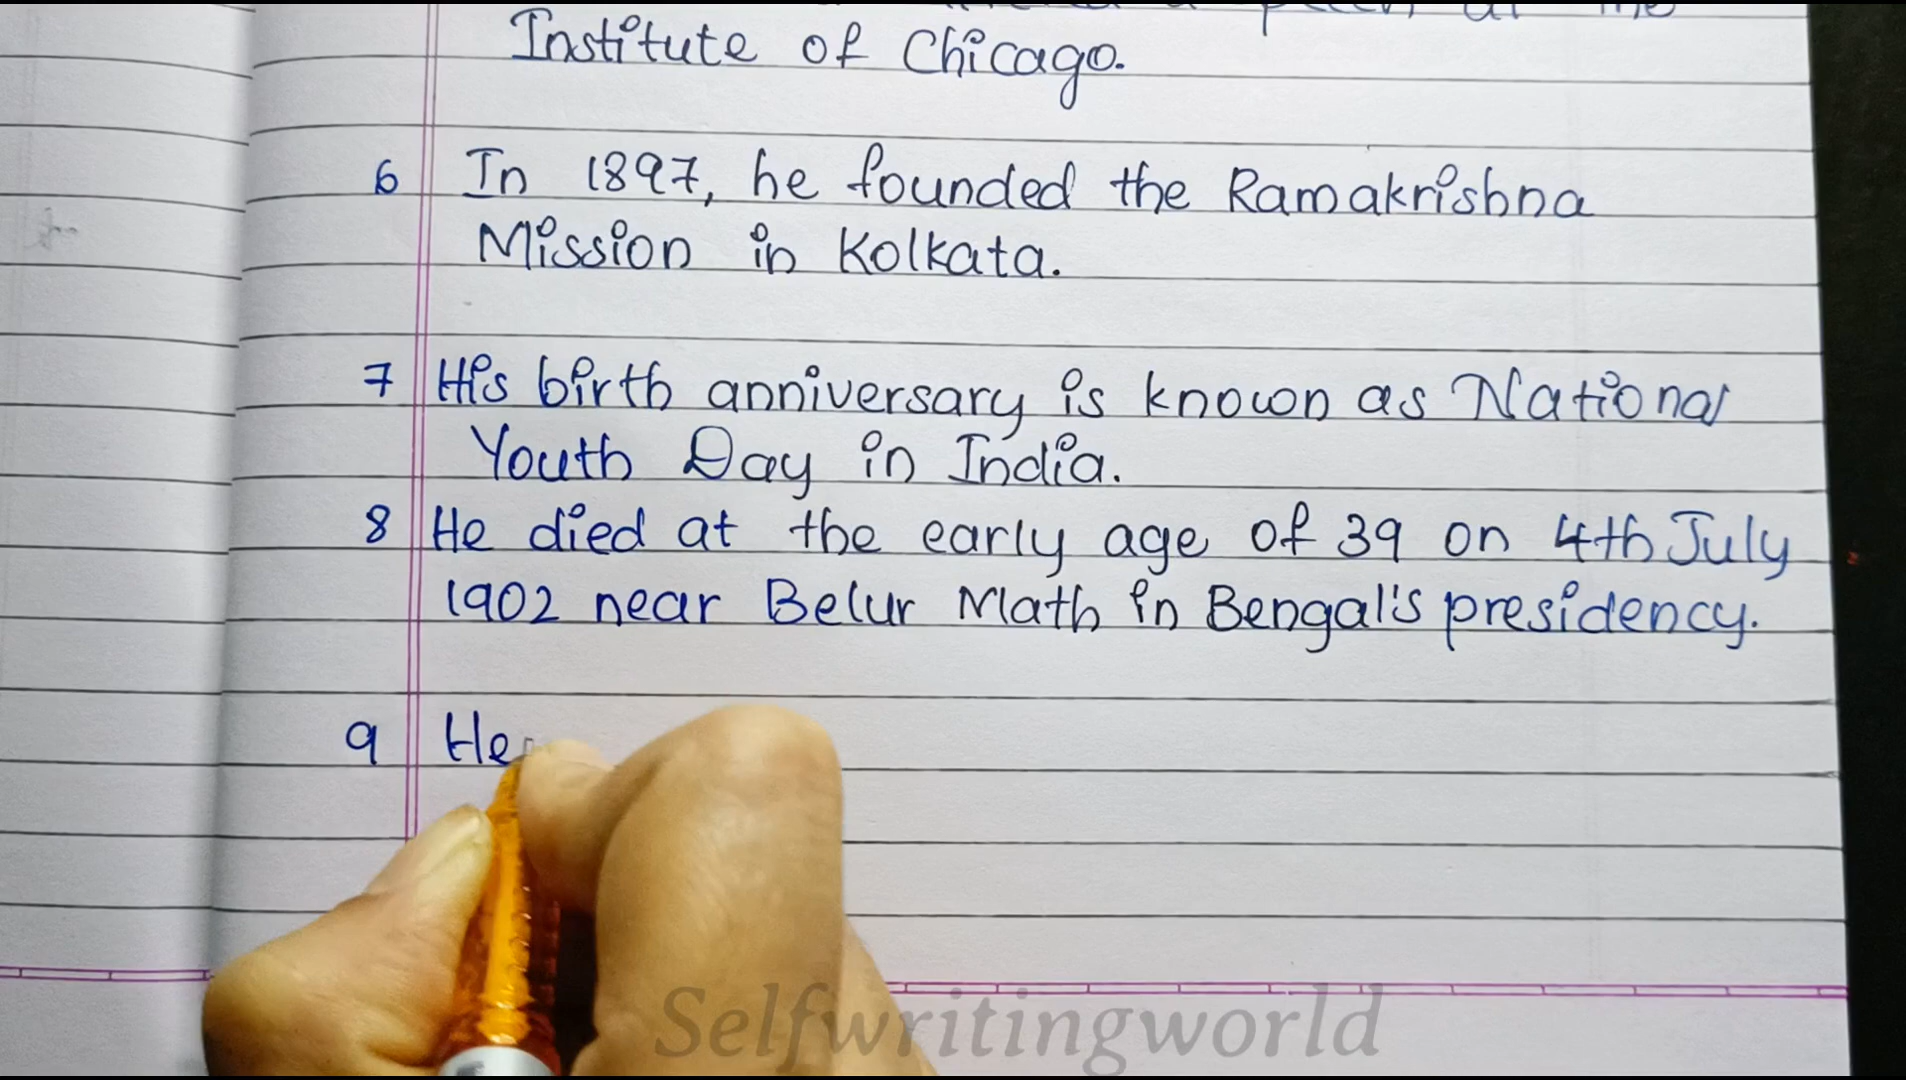 Institute of Chicago.
6 In 1897, he founded the Ramakrishna
Mission in Kolkata.
7 His birth anniversary is known as National
Youth Day in India.
8 He died at the early age of 39 on 4th July
1902 near Belur Math in Bengal's presidency.
9 He
Selfwritingworld